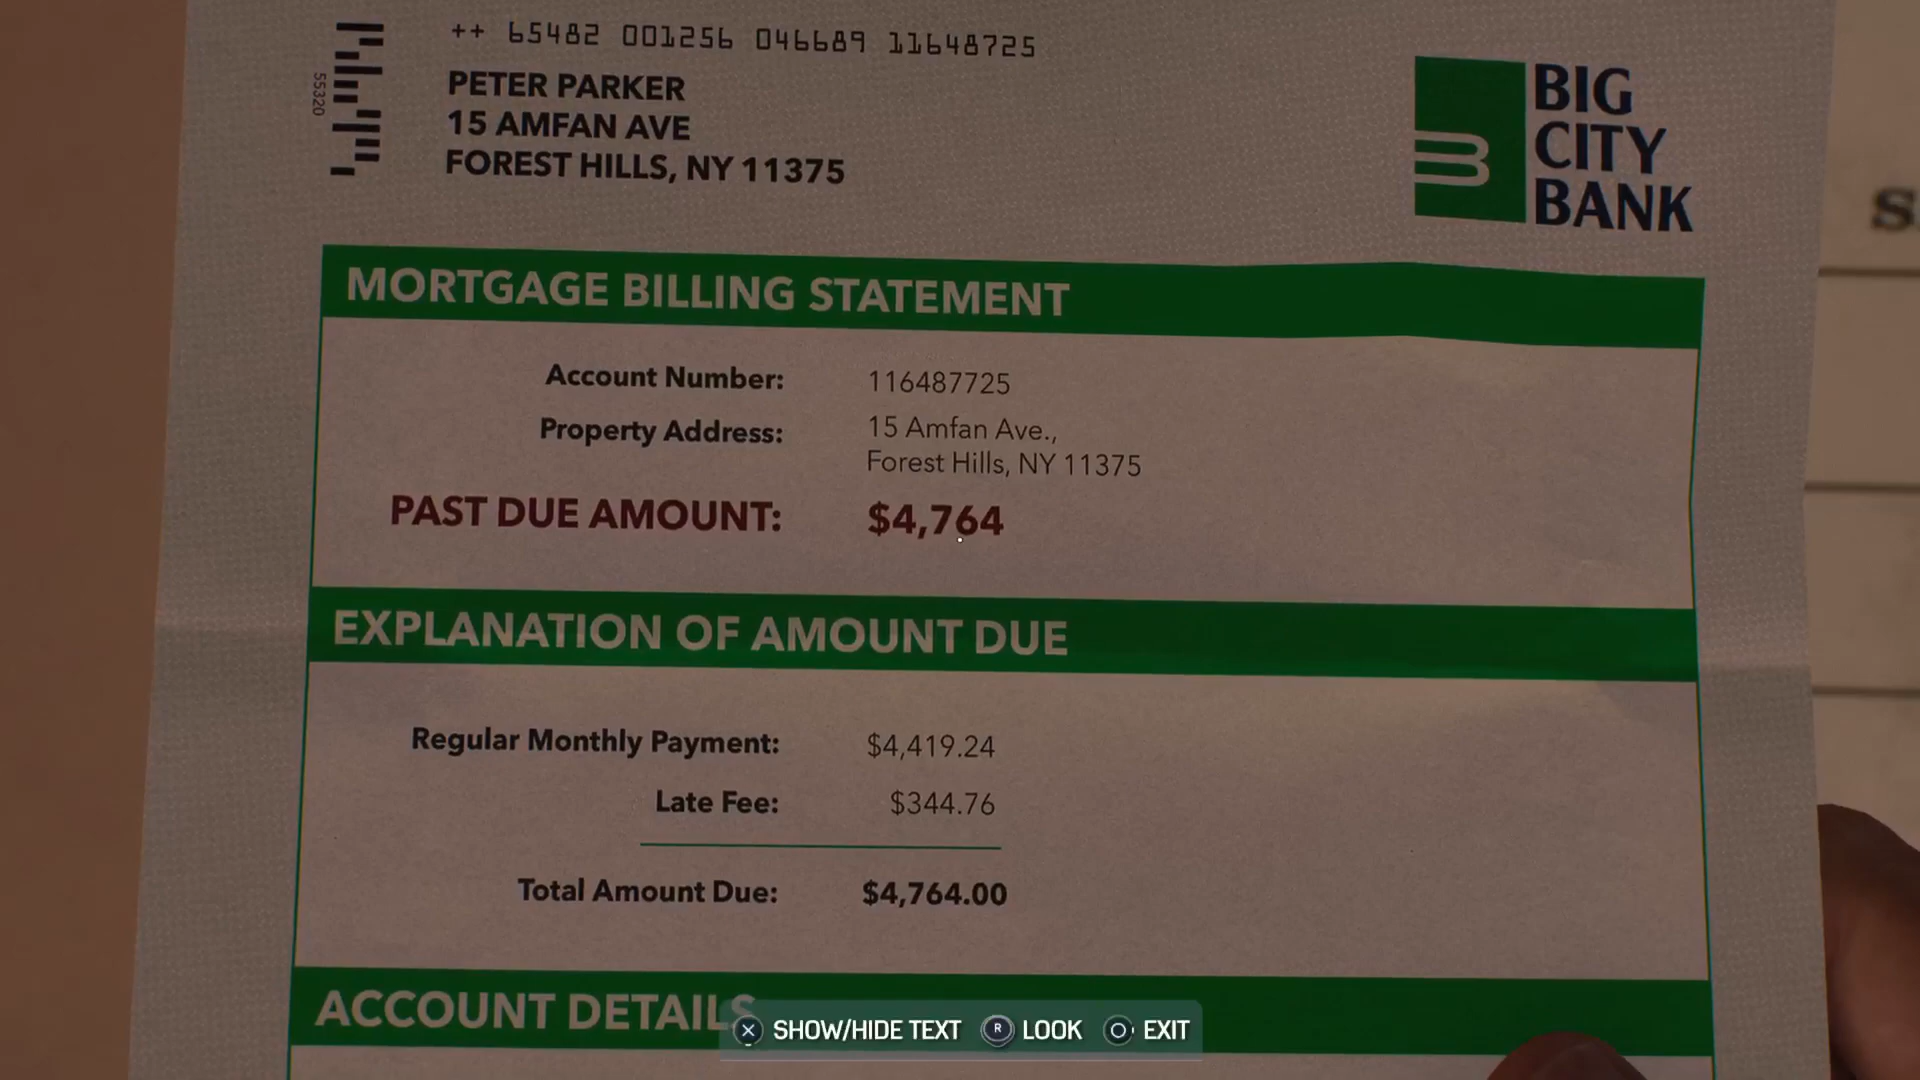 ++ 65482 001256 046689 11648725
55320
PETER PARKER
15 AMFAN AVE
FOREST HILLS, NY 11375
BIG
CITY
BANK
MORTGAGE BILLING STATEMENT
Account Number: 116487725
Property Address: 15 Amfan Ave.,
Forest Hills, NY 11375
PAST DUE AMOUNT: $4,764
EXPLANATION OF AMOUNT DUE
Regular Monthly Payment: $4,419.24
Late Fee: $344.76
Total Amount Due: $4,764.00
ACCOUNT DETAILS
SHOW/HIDE TEXT R LOOK EXIT